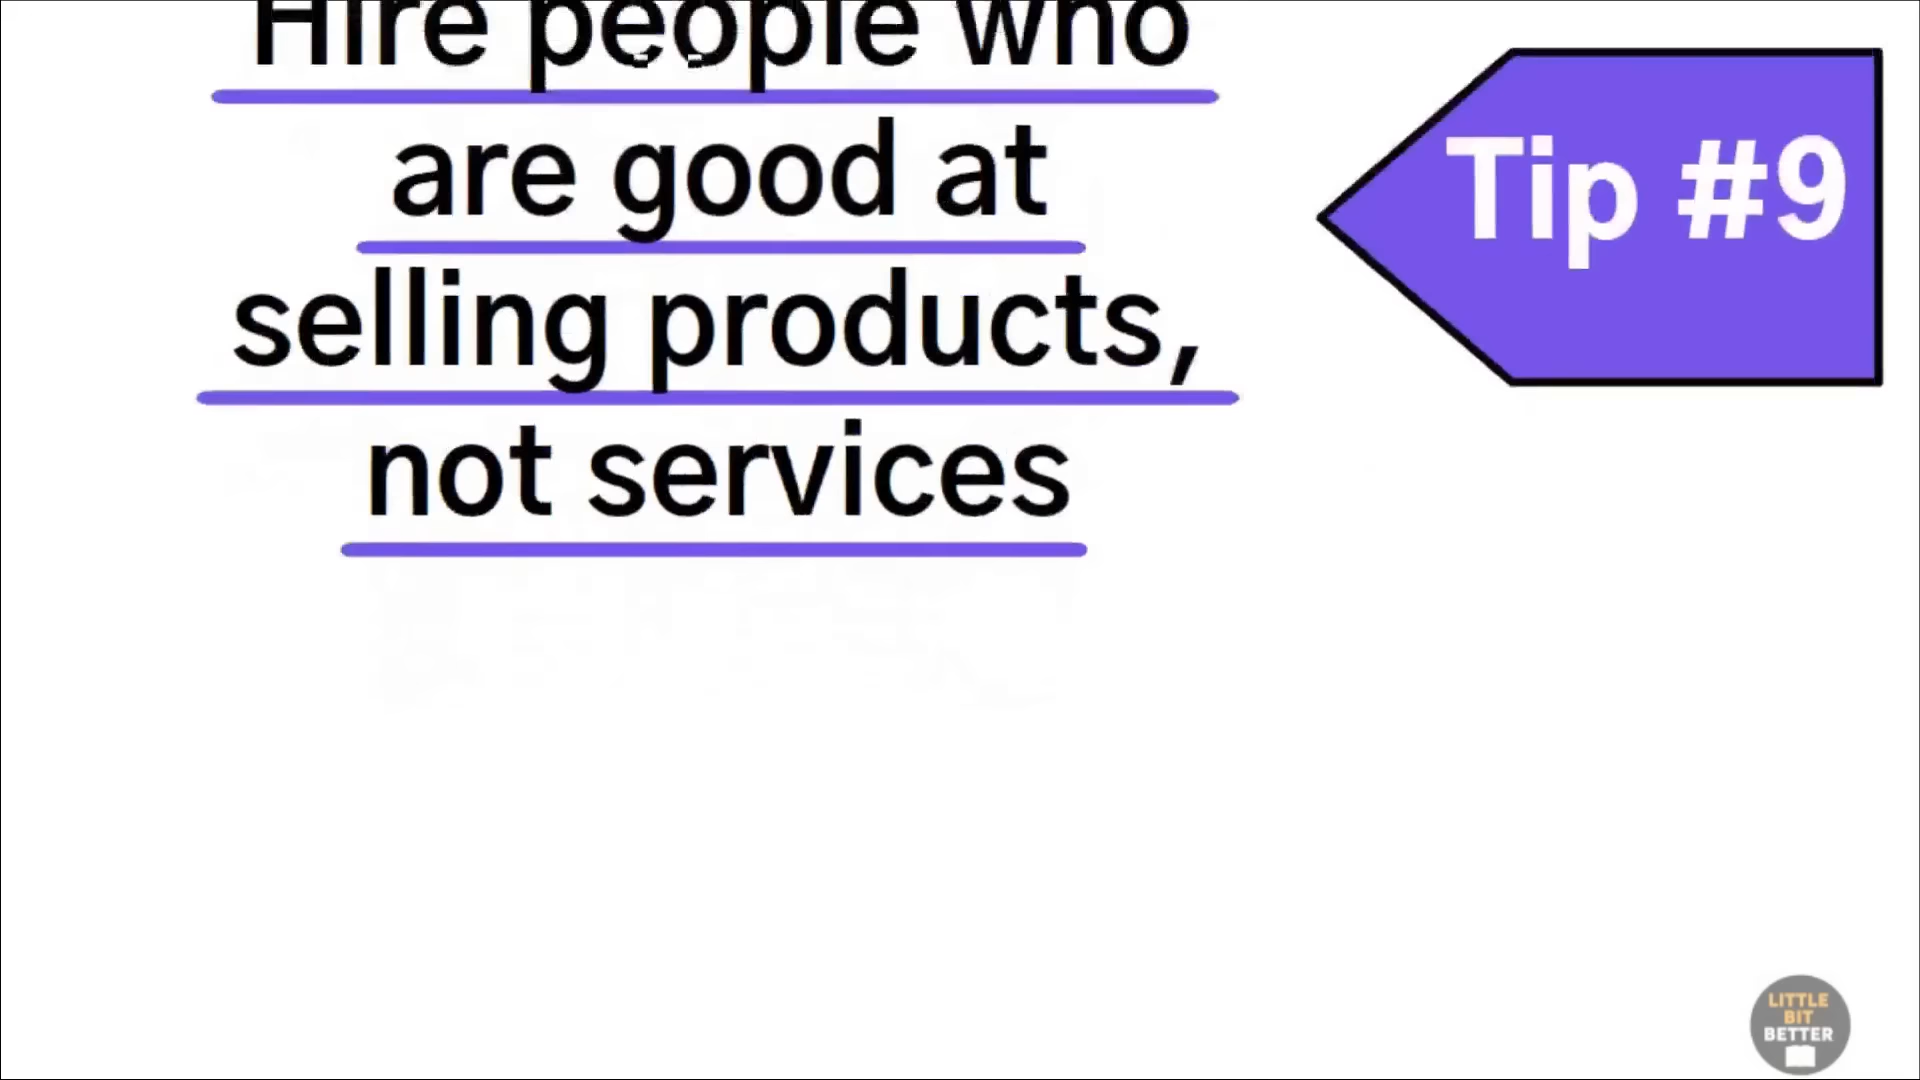 Hire people who
are good at
selling products,
not services
Tip #9
LITTLE
BIT
BETTER